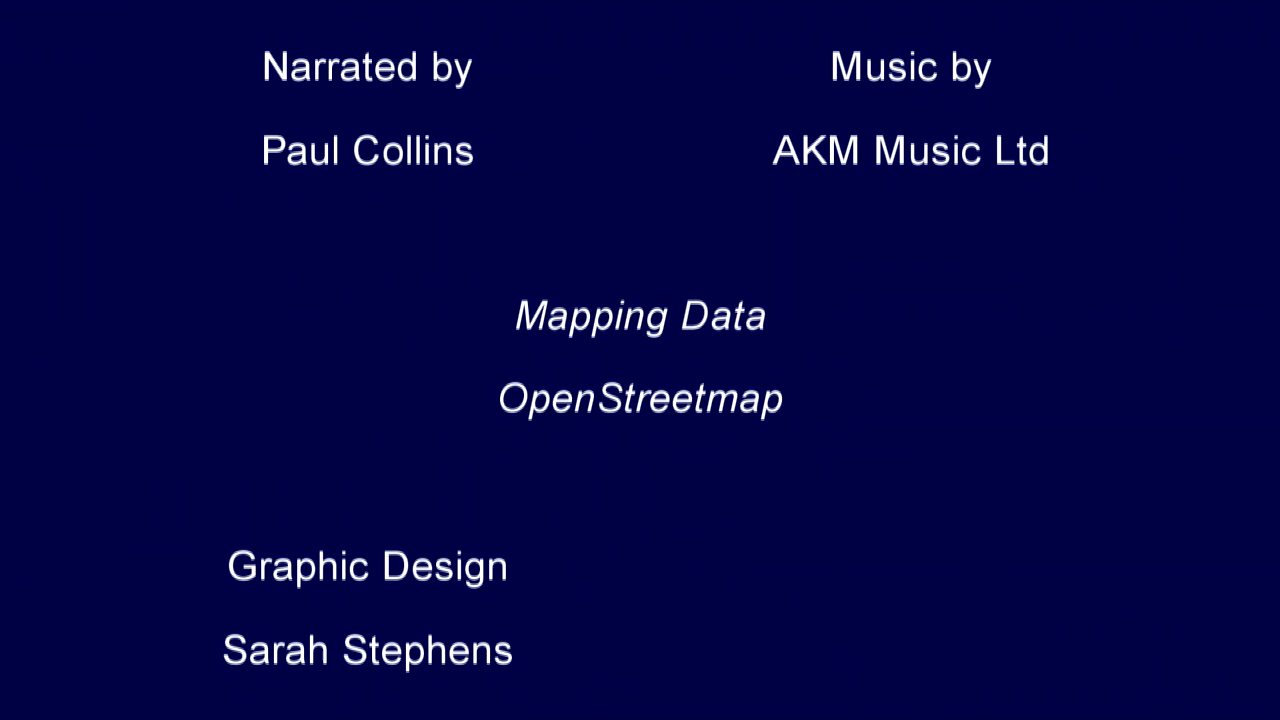 Narrated by
Paul Collins
Music by
AKM Music Ltd
Mapping Data
OpenStreetmap
Graphic Design
Sarah Stephens